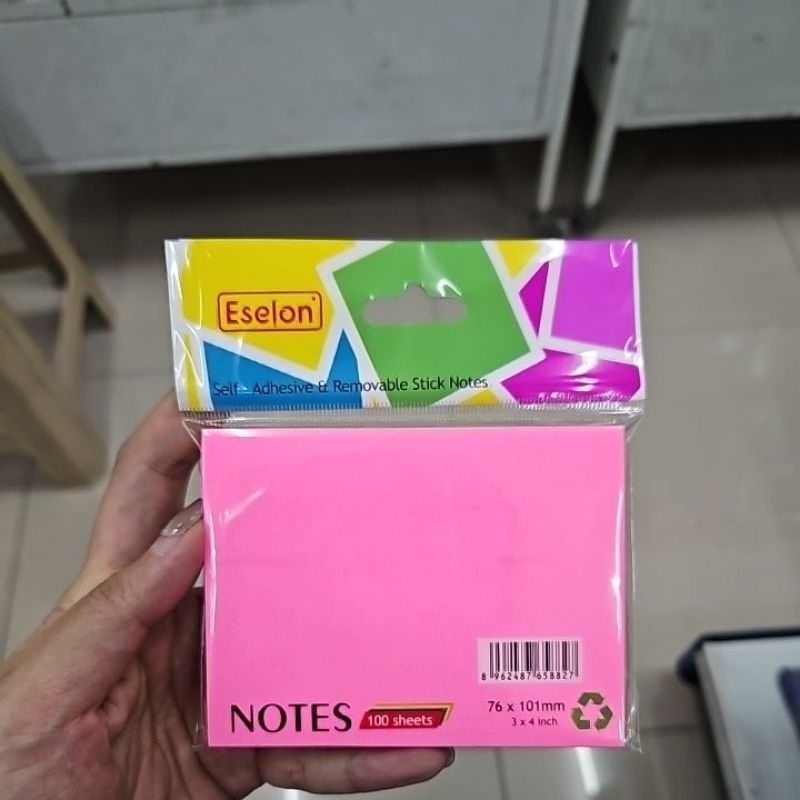 Eselon
Self - Adhesive & Removable Stick Notes
8 962487 658827
NOTES 100 sheets
76 x 101mm
3 x 4 inch